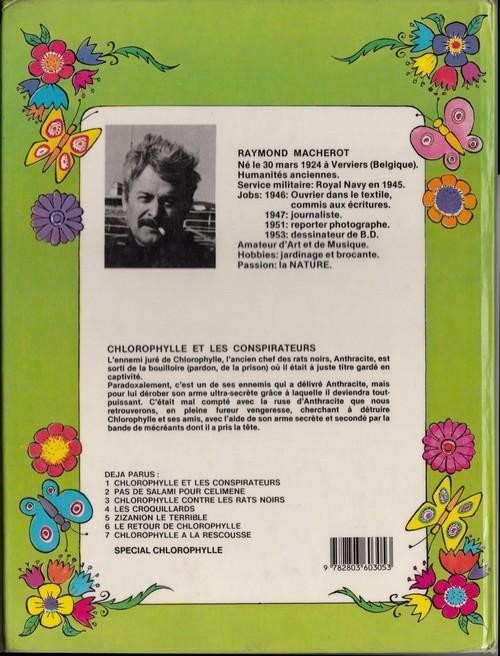 RAYMOND MACHEROT
Né le 30 mars 1924 à Verviers (Belgique).
Humanités anciennes.
Service militaire: Royal Navy en 1945.
Jobs: 1946: Ouvrier dans le textile,
commis aux écritures.
1947: journaliste.
1951: reporter photographe.
1953: dessinateur de B.D.
Amateur d'Art et de Musique.
Hobbies: jardinage et brocante.
Passion: la NATURE.
CHLOROPHYLLE ET LES CONSPIRATEURS
L'ennemi juré de Chlorophylle, l'ancien chef des rats noirs, Anthracite, est
sorti de la bouilloire (pardon, de la prison) où il était à juste titre gardé en
captivité.
Paradoxalement, c'est un de ses ennemis qui a délivré Anthracite, mais
pour lui dérober son arme ultra-secrète grâce à laquelle il deviendra tout-
puissant. C'était mal compté avec la ruse d'Anthracite que nous
retrouverons, en pleine fureur vengeresse, cherchant à détruire
Chlorophylle et ses amis, avec l'aide de son arme secrète et secondé par la
bande de mécréants dont il a pris la tête.
DEJA PARUS :
1 CHLOROPHYLLE ET LES CONSPIRATEURS
2 PAS DE SALAMI POUR CELIMENE
3 CHLOROPHYLLE CONTRE LES RATS NOIRS
4 LES CROQUILLARDS
5 ZIZANION LE TERRIBLE
6 LE RETOUR DE CHLOROPHYLLE
7 CHLOROPHYLLE A LA RESCOUSSE
SPECIAL CHLOROPHYLLE
9 782803 603053